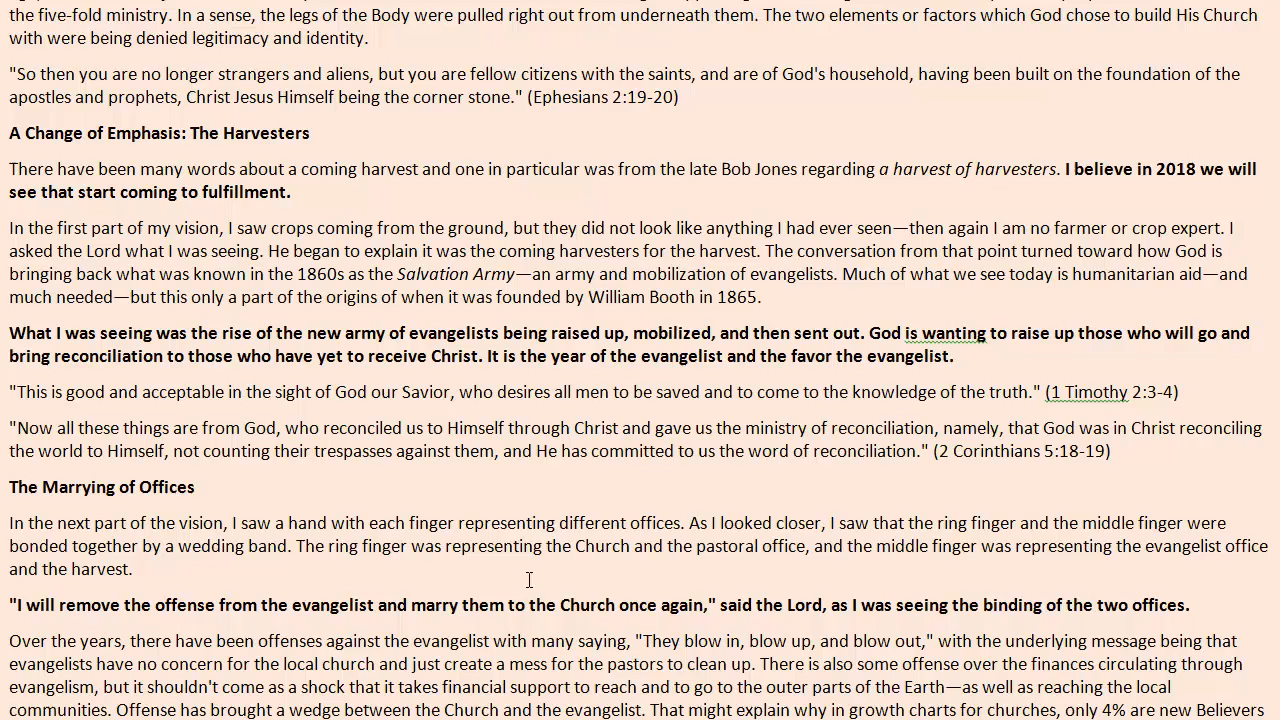 the five-fold ministry. In a sense, the legs of the Body were pulled right out from underneath them. The two elements or factors which God chose to build His Church
with were being denied legitimacy and identity.
"So then you are no longer strangers and aliens, but you are fellow citizens with the saints, and are of God's household, having been built on the foundation of the
apostles and prophets, Christ Jesus Himself being the corner stone." (Ephesians 2:19-20)
A Change of Emphasis: The Harvesters
There have been many words about a coming harvest and one in particular was from the late Bob Jones regarding a harvest of harvesters. I believe in 2018 we will
see that start coming to fulfillment.
In the first part of my vision, I saw crops coming from the ground, but they did not look like anything I had ever seen—then again I am no farmer or crop expert. I
asked the Lord what I was seeing. He began to explain it was the coming harvesters for the harvest. The conversation from that point turned toward how God is
bringing back what was known in the 1860s as the Salvation Army—an army and mobilization of evangelists. Much of what we see today is humanitarian aid—and
much needed—but this only a part of the origins of when it was founded by William Booth in 1865.
What I was seeing was the rise of the new army of evangelists being raised up, mobilized, and then sent out. God is wanting to raise up those who will go and
bring reconciliation to those who have yet to receive Christ. It is the year of the evangelist and the favor the evangelist.
"This is good and acceptable in the sight of God our Savior, who desires all men to be saved and to come to the knowledge of the truth." (1 Timothy 2:3-4)
"Now all these things are from God, who reconciled us to Himself through Christ and gave us the ministry of reconciliation, namely, that God was in Christ reconciling
the world to Himself, not counting their trespasses against them, and He has committed to us the word of reconciliation." (2 Corinthians 5:18-19)
The Marrying of Offices
In the next part of the vision, I saw a hand with each finger representing different offices. As I looked closer, I saw that the ring finger and the middle finger were
bonded together by a wedding band. The ring finger was representing the Church and the pastoral office, and the middle finger was representing the evangelist office
and the harvest.
"I will remove the offense from the evangelist and marry them to the Church once again," said the Lord, as I was seeing the binding of the two offices.
Over the years, there have been offenses against the evangelist with many saying, "They blow in, blow up, and blow out," with the underlying message being that
evangelists have no concern for the local church and just create a mess for the pastors to clean up. There is also some offense over the finances circulating through
evangelism, but it shouldn't come as a shock that it takes financial support to reach and to go to the outer parts of the Earth—as well as reaching the local
communities. Offense has brought a wedge between the Church and the evangelist. That might explain why in growth charts for churches, only 4% are new Believers